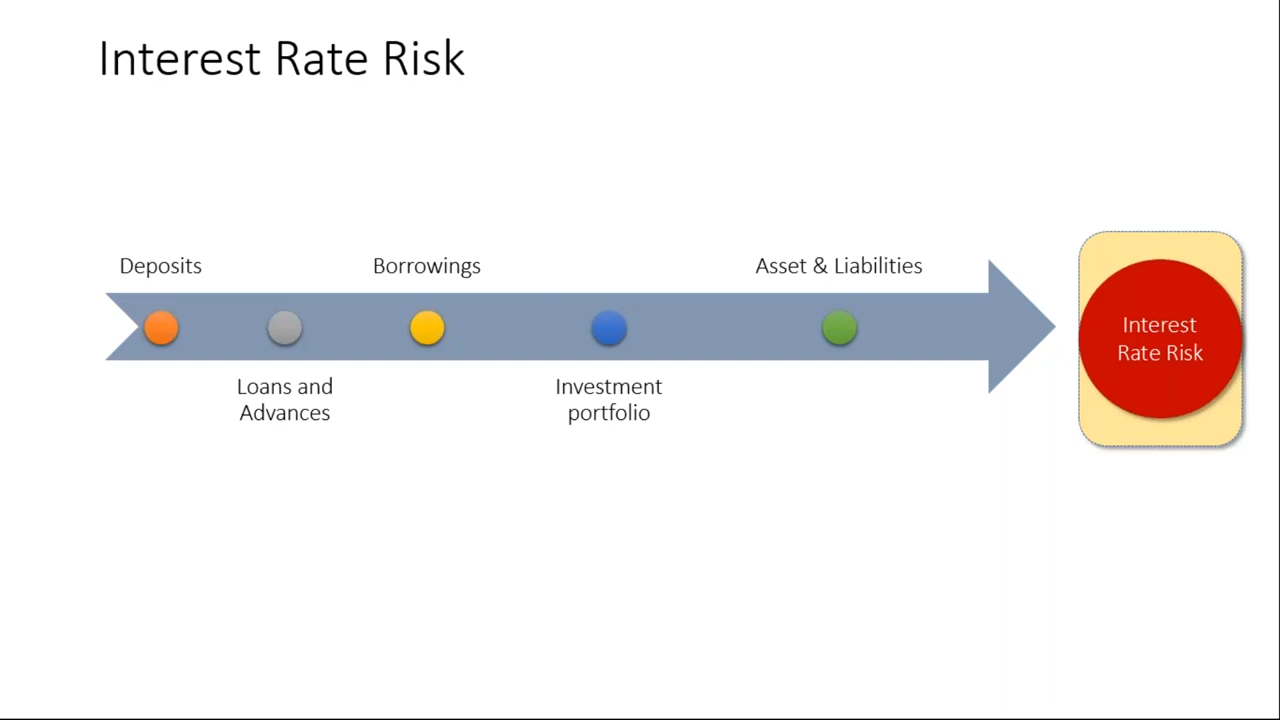 Interest Rate Risk
Deposits
Borrowings
Asset & Liabilities
Interest
Rate Risk
Loans and
Advances
Investment
portfolio